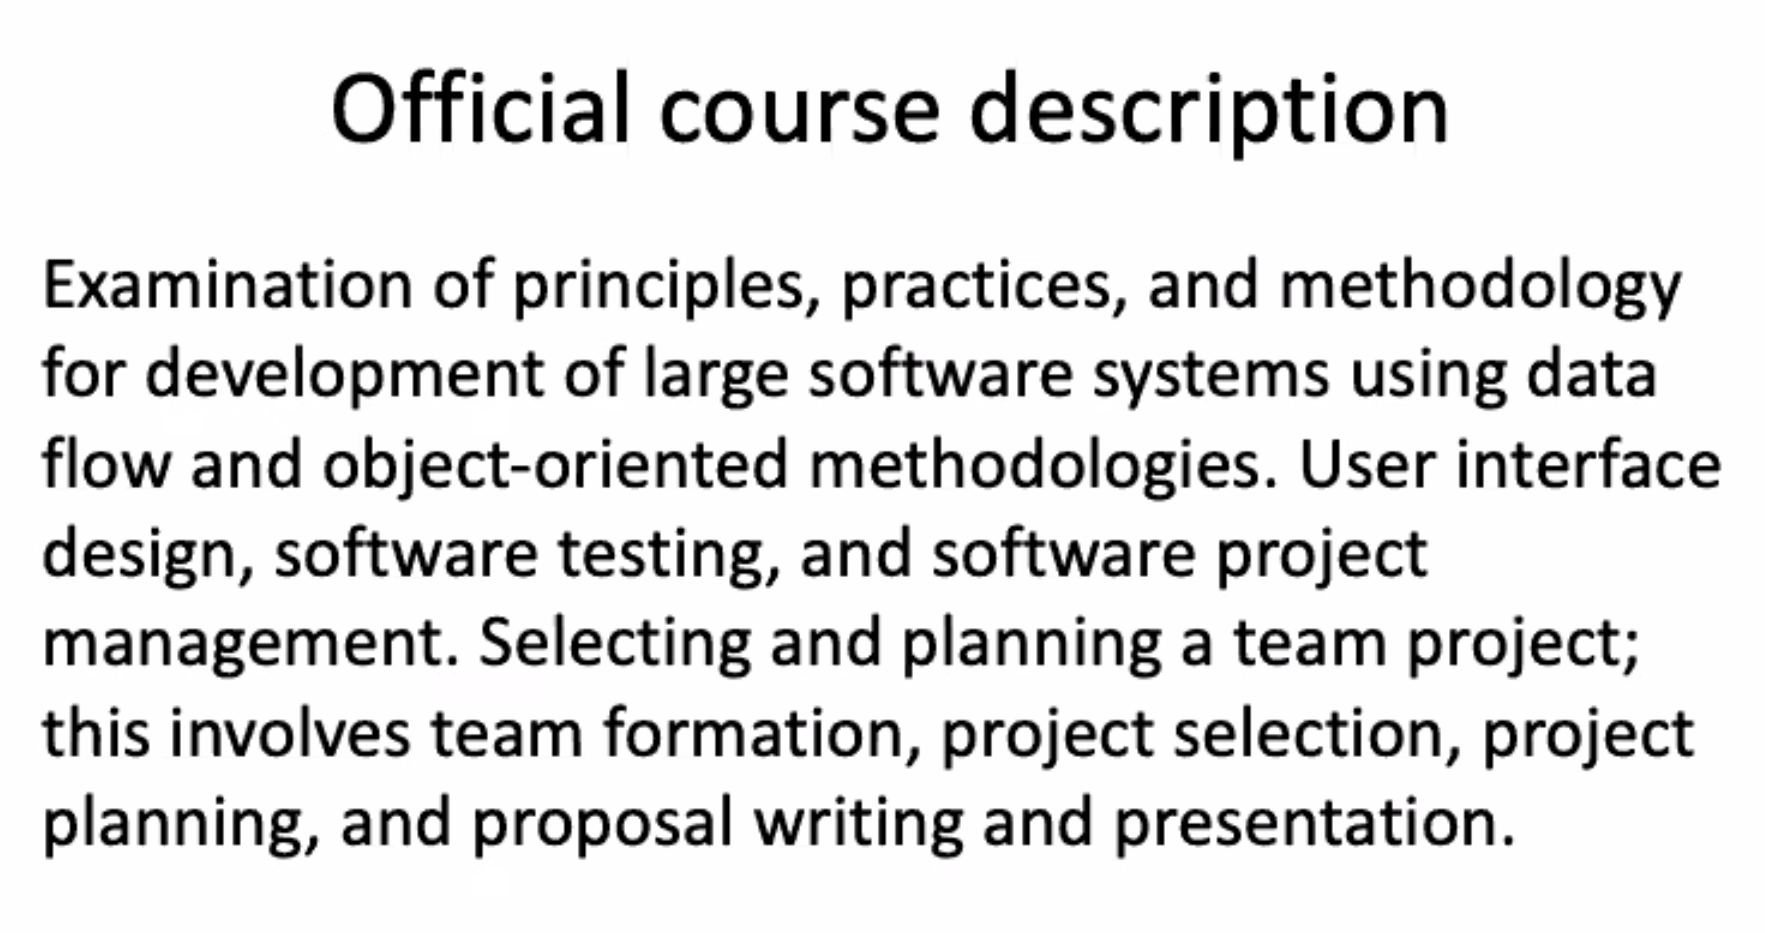 Official course description
Examination of principles, practices, and methodology
for development of large software systems using data
flow and object-oriented methodologies. User interface
design, software testing, and software project
management. Selecting and planning a team project;
this involves team formation, project selection, project
planning, and proposal writing and presentation.